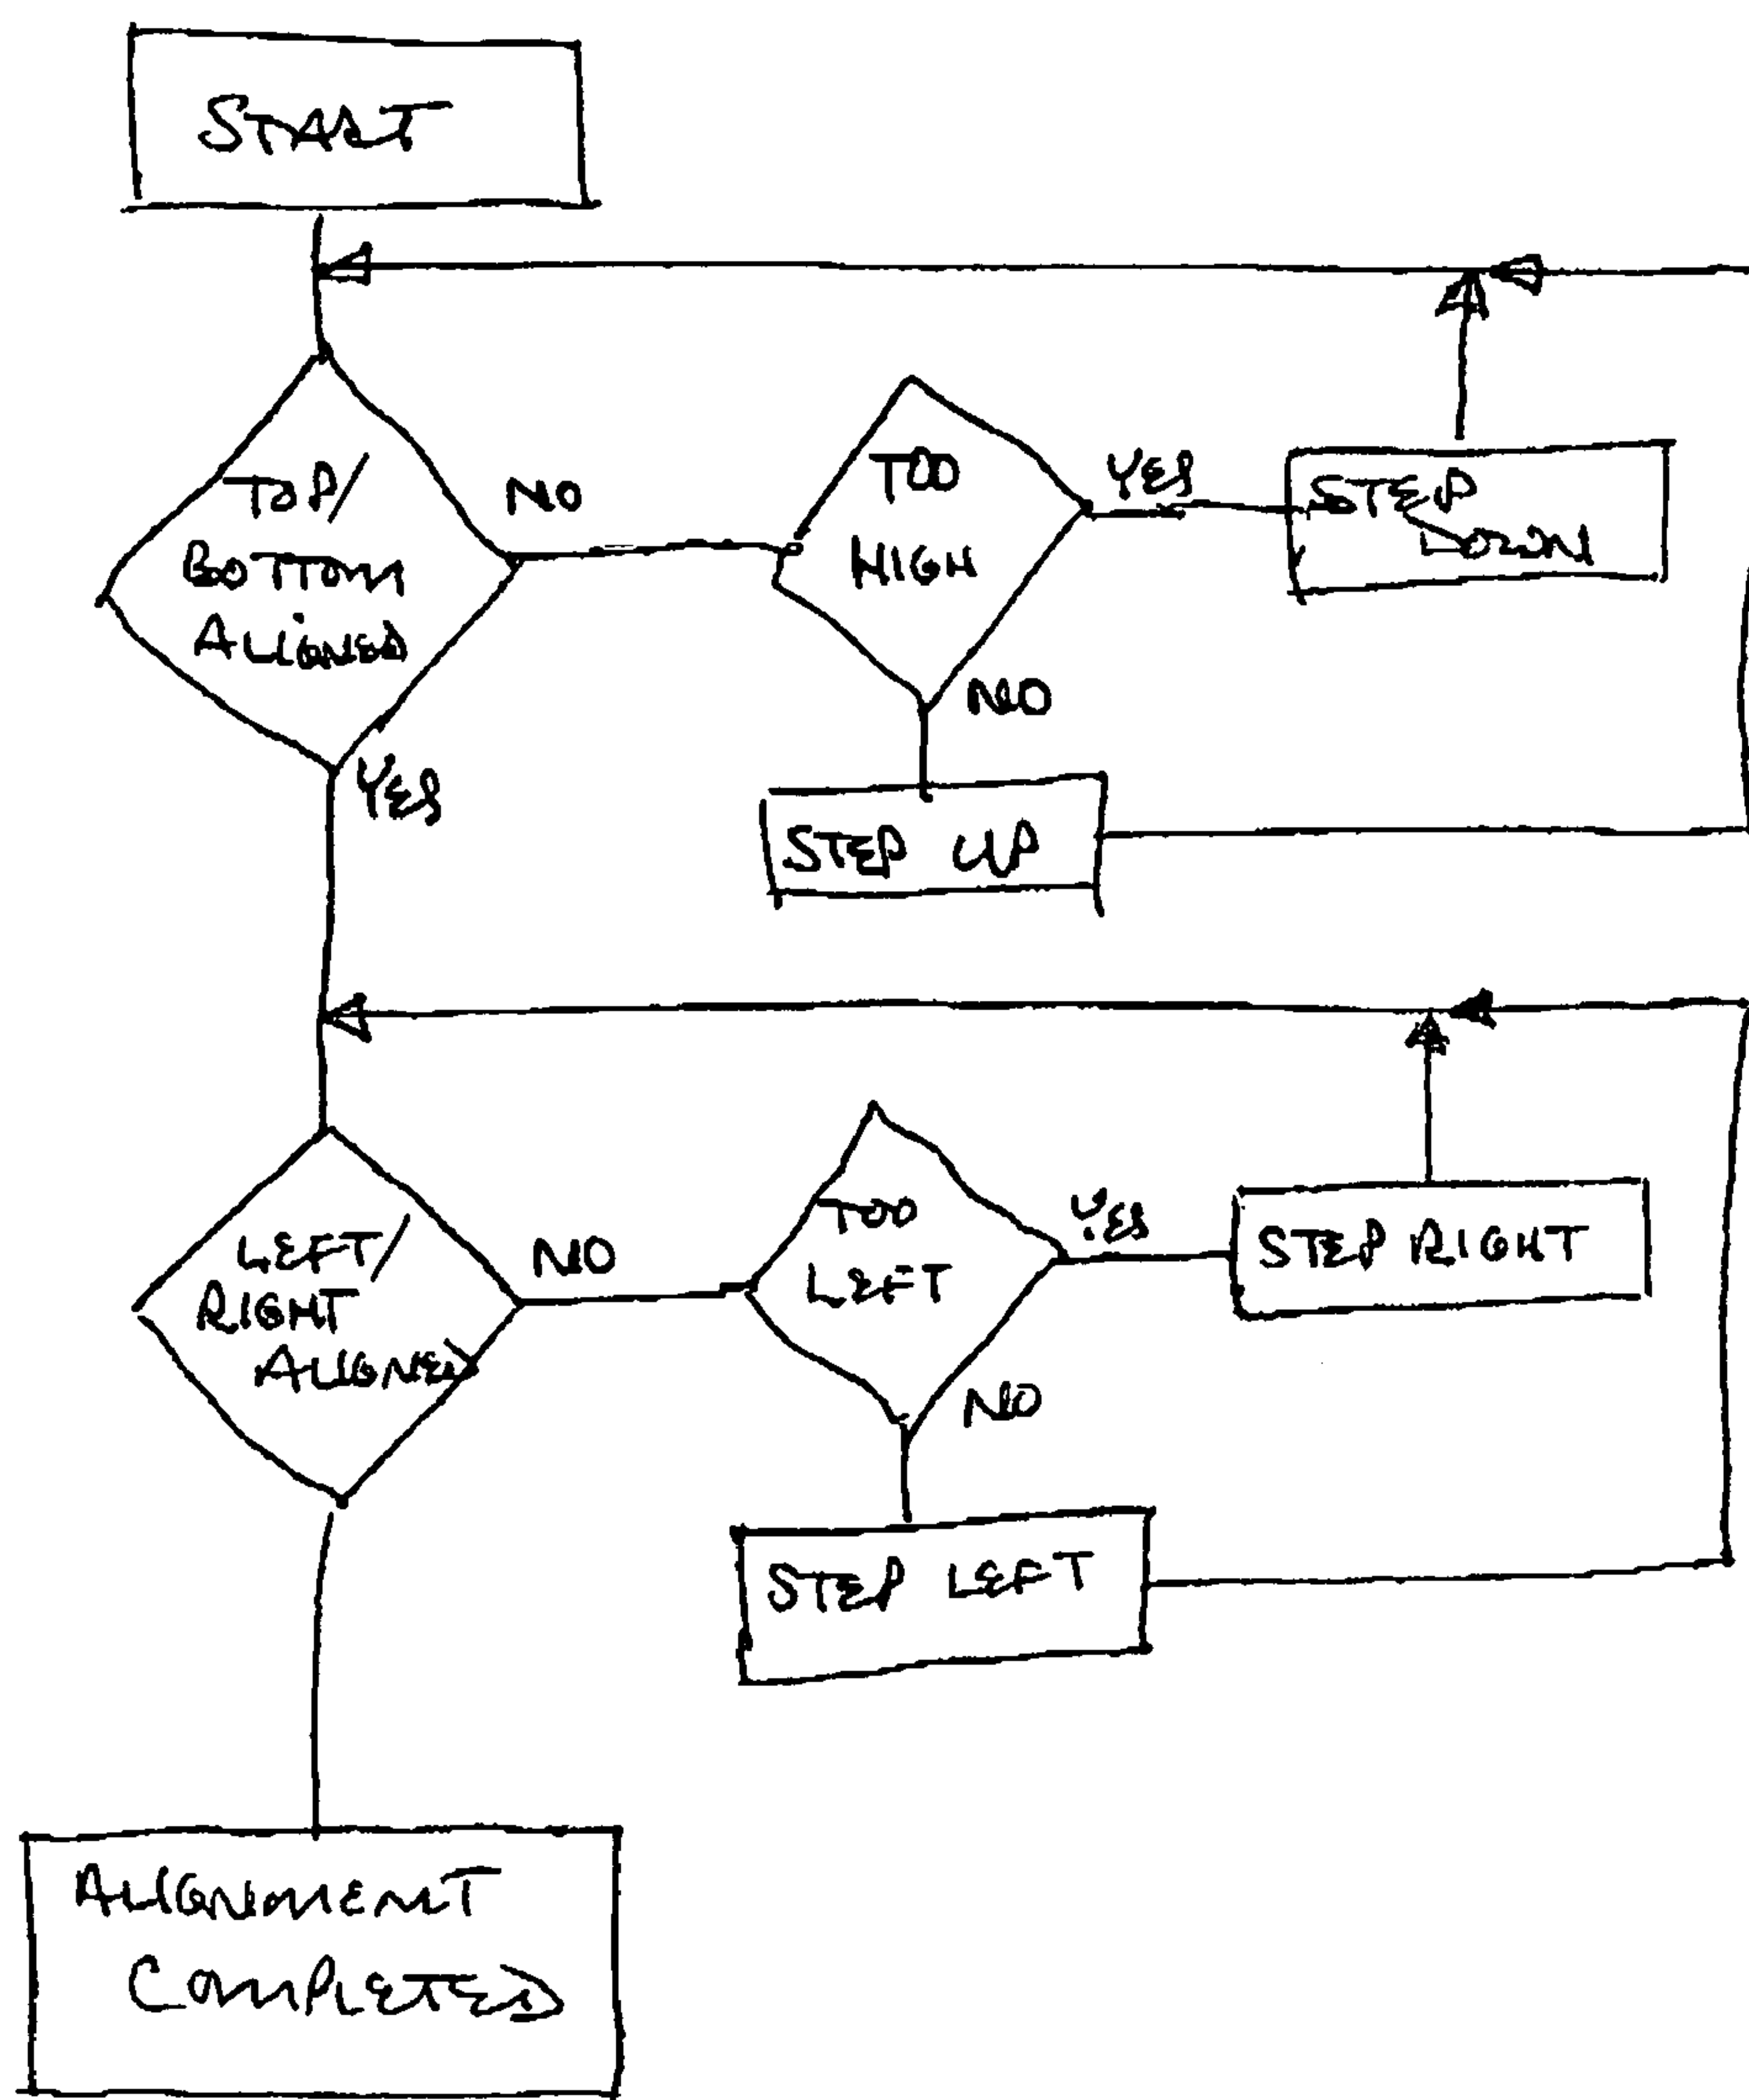 START
TOP/
BOTTOM
ALIGNED
NO
TOO
HIGH
YES
STEP
DOWN
NO
STEP UP
YES
LEFT/
RIGHT
ALIGNED
NO
TOO
LEFT
YES
STEP RIGHT
NO
STEP LEFT
ALIGNMENT
COMPLETED